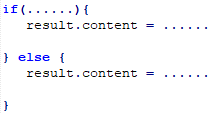 if(......){
   result.content = ......

} else {
   result.content = ......

}